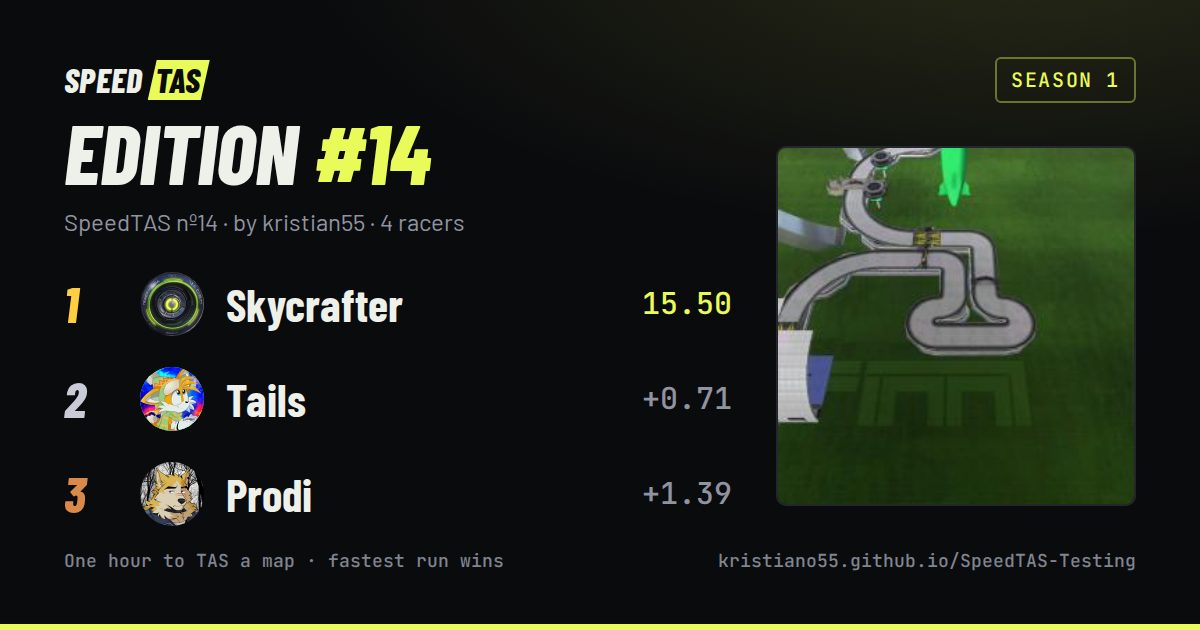 SPEED TAS
SEASON 1
EDITION #14
SpeedTAS nº14 · by kristian55 · 4 racers
1 Skycrafter 15.50
2 Tails +0.71
3 Prodi +1.39
One hour to TAS a map · fastest run wins
kristiano55.github.io/SpeedTAS-Testing